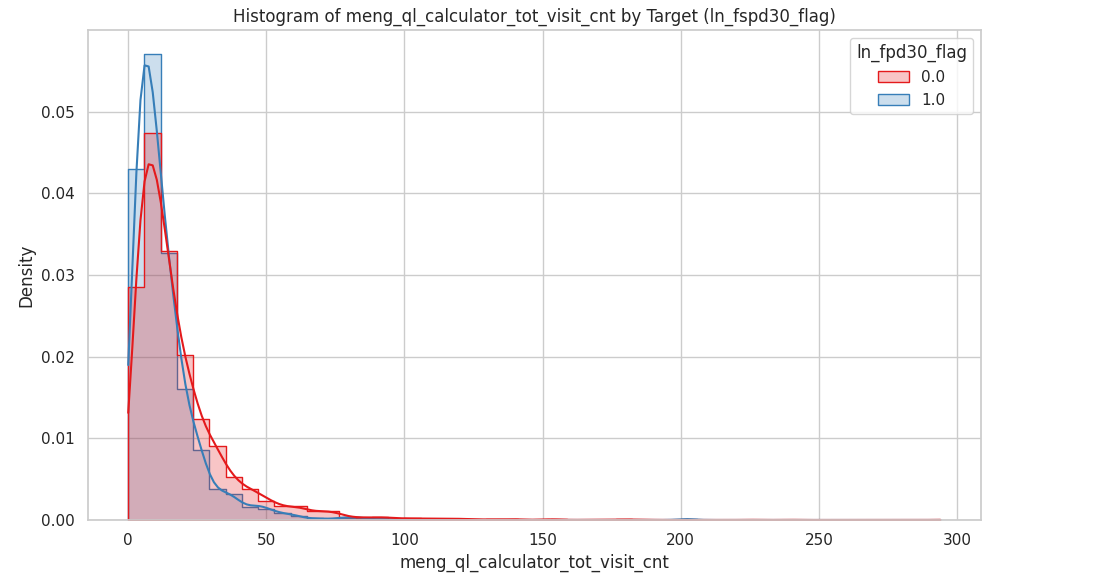 Histogram of meng_ql_calculator_tot_visit_cnt by Target (ln_fspd30_flag)
ln_fpd30_flag
0.0
1.0
Density
0.05
0.04
0.03
0.02
0.01
0.00
0 50 100 150 200 250 300
meng_ql_calculator_tot_visit_cnt